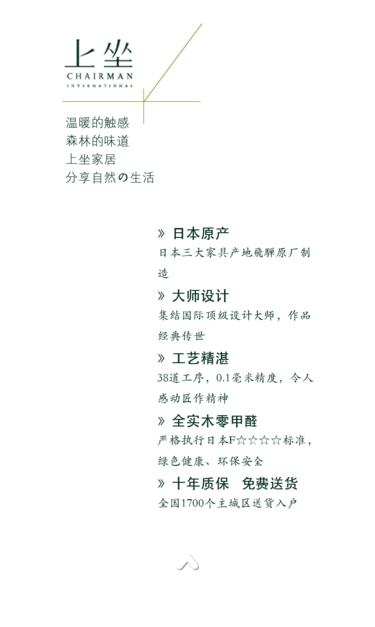 上坐
CHAIRMAN
INTERNATIONAL
温暖的触感
森林的味道
上坐家居
分享自然の生活
》日本原产
日本三大家具产地飛騨原厂制
造
》大师设计
集结国际顶级设计大师，作品
经典传世
》工艺精湛
38道工序，0.1毫米精度，令人
感动匠作精神
》全实木零甲醛
严格执行日本F☆☆☆☆标准，
绿色健康、环保安全
》十年质保 免费送货
全国1700个主城区送货入户